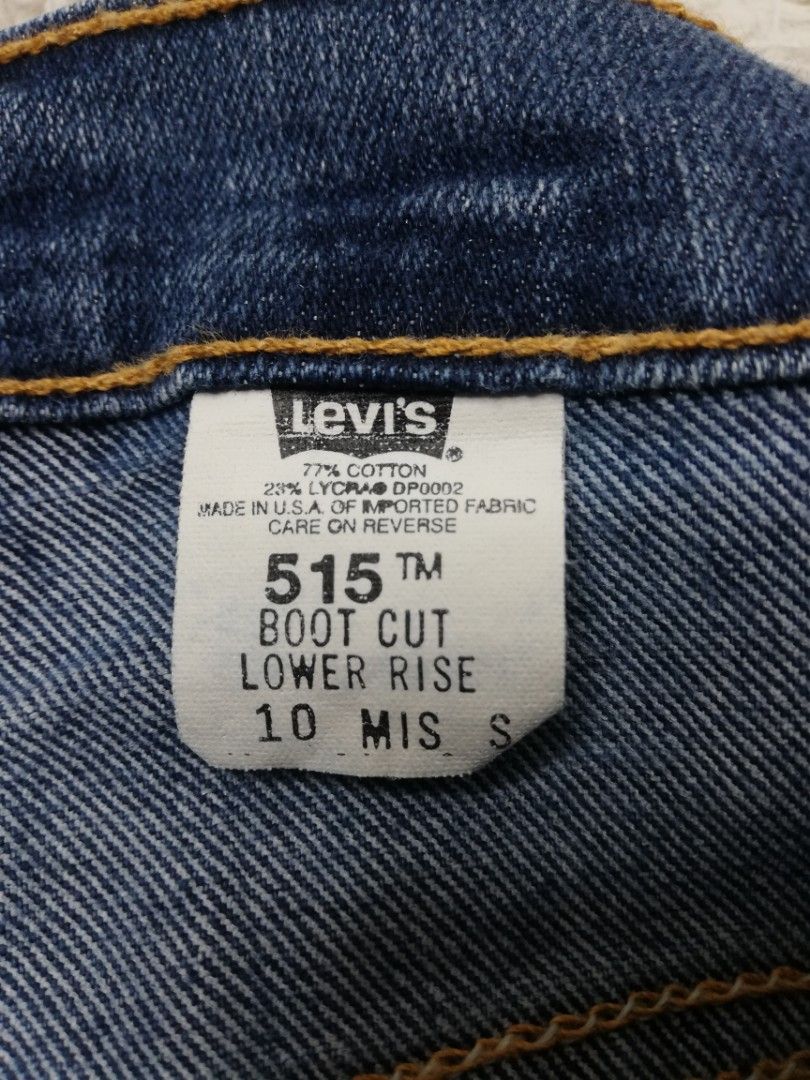 Levi's®
77% COTTON
23% LYCRA® DP0002
MADE IN U.S.A. OF IMPORTED FABRIC
CARE ON REVERSE
515™
BOOT CUT
LOWER RISE
10 MIS S